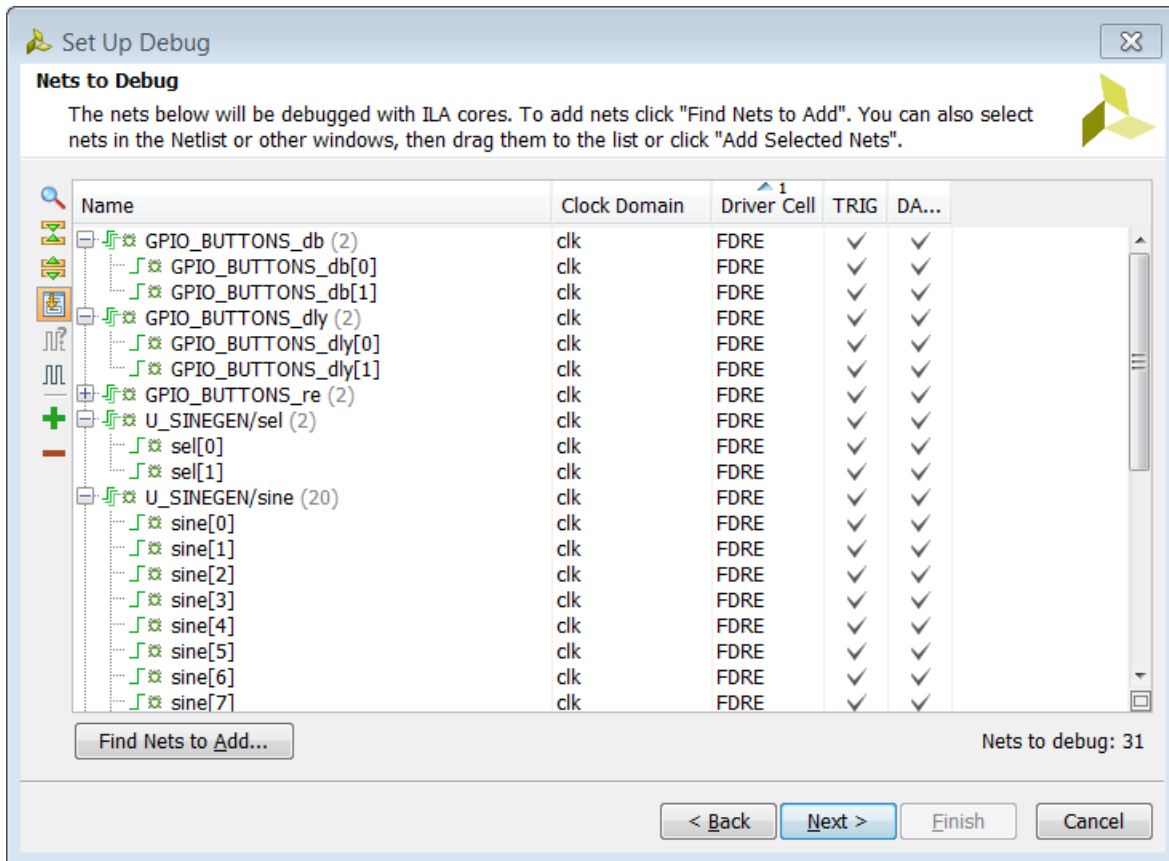 Set Up Debug
Nets to Debug
The nets below will be debugged with ILA cores. To add nets click "Find Nets to Add". You can also select
nets in the Netlist or other windows, then drag them to the list or click "Add Selected Nets".
Name Clock Domain 1 Driver Cell TRIG DA...
GPIO_BUTTONS_db (2) clk FDRE
GPIO_BUTTONS_db[0] clk FDRE
GPIO_BUTTONS_db[1] clk FDRE
GPIO_BUTTONS_dly (2) clk FDRE
GPIO_BUTTONS_dly[0] clk FDRE
GPIO_BUTTONS_dly[1] clk FDRE
GPIO_BUTTONS_re (2) clk FDRE
U_SINEGEN/sel (2) clk FDRE
sel[0] clk FDRE
sel[1] clk FDRE
U_SINEGEN/sine (20) clk FDRE
sine[0] clk FDRE
sine[1] clk FDRE
sine[2] clk FDRE
sine[3] clk FDRE
sine[4] clk FDRE
sine[5] clk FDRE
sine[6] clk FDRE
sine[7] clk FDRE
Find Nets to Add... Nets to debug: 31
< Back Next > Finish Cancel